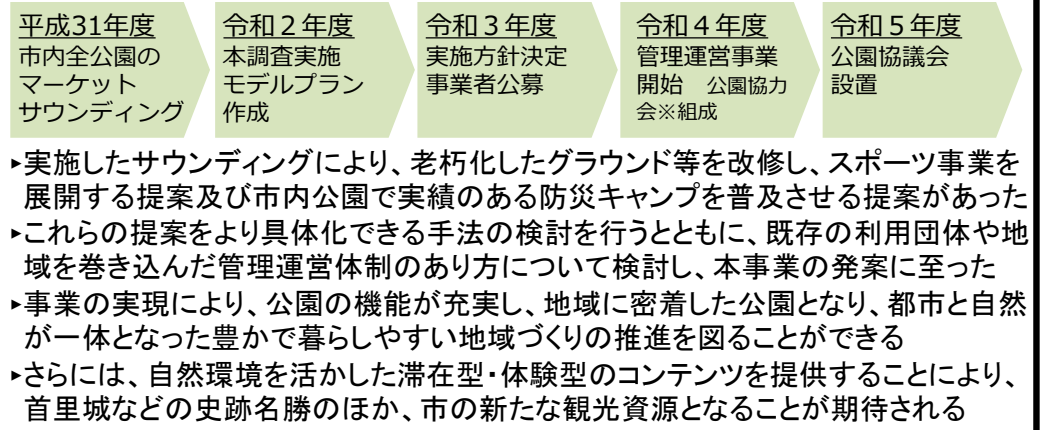 平成31年度
市内全公園の
マーケット
サウンディング
令和２年度
本調査実施
モデルプラン
作成
令和３年度
実施方針決定
事業者公募
令和４年度
管理運営事業
開始　公園協力
会※組成
令和５年度
公園協議会
設置
▸実施したサウンディングにより、老朽化したグラウンド等を改修し、スポーツ事業を
展開する提案及び市内公園で実績のある防災キャンプを普及させる提案があった
▸これらの提案をより具体化できる手法の検討を行うとともに、既存の利用団体や地
域を巻き込んだ管理運営体制のあり方について検討し、本事業の発案に至った
▸事業の実現により、公園の機能が充実し、地域に密着した公園となり、都市と自然
が一体となった豊かで暮らしやすい地域づくりの推進を図ることができる
▸さらには、自然環境を活かした滞在型・体験型のコンテンツを提供することにより、
首里城などの史跡名勝のほか、市の新たな観光資源となることが期待される